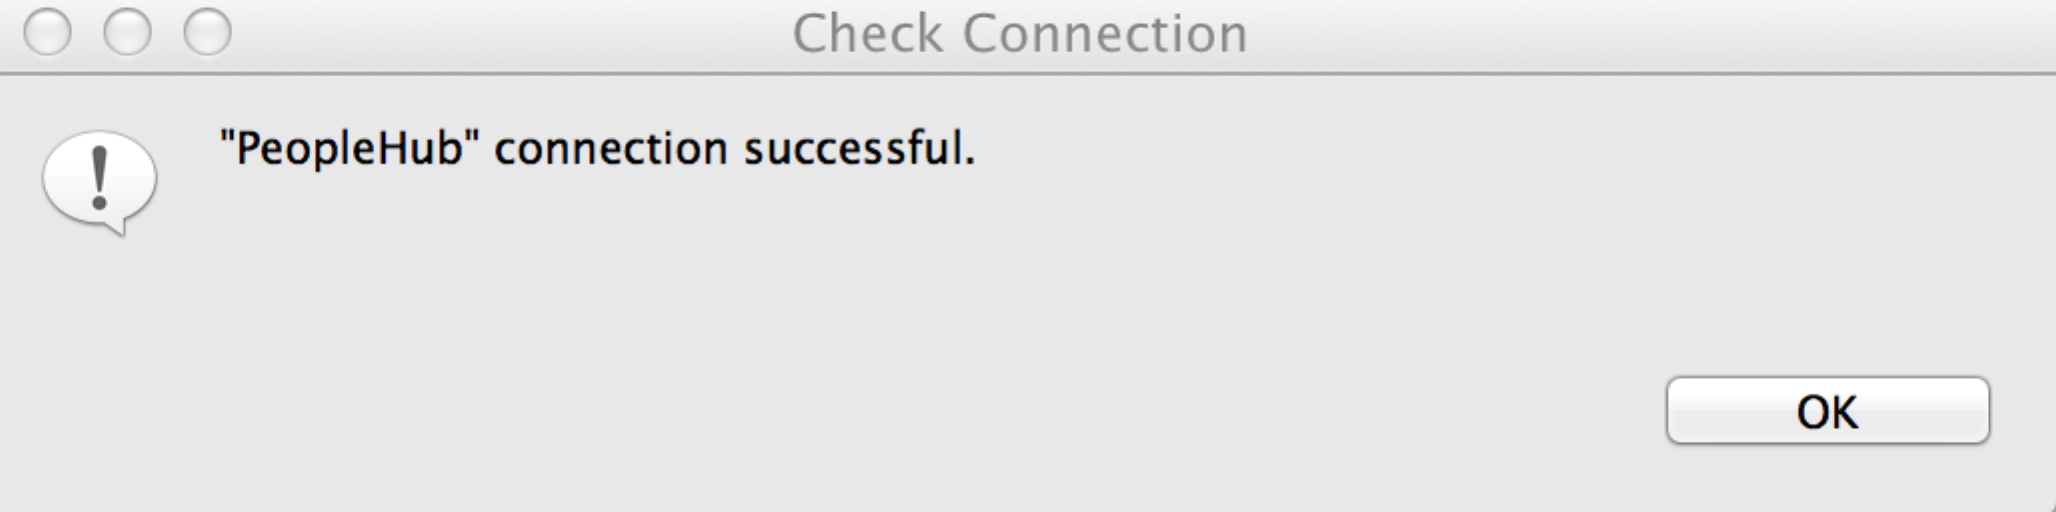 Check Connection
"PeopleHub" connection successful.
OK